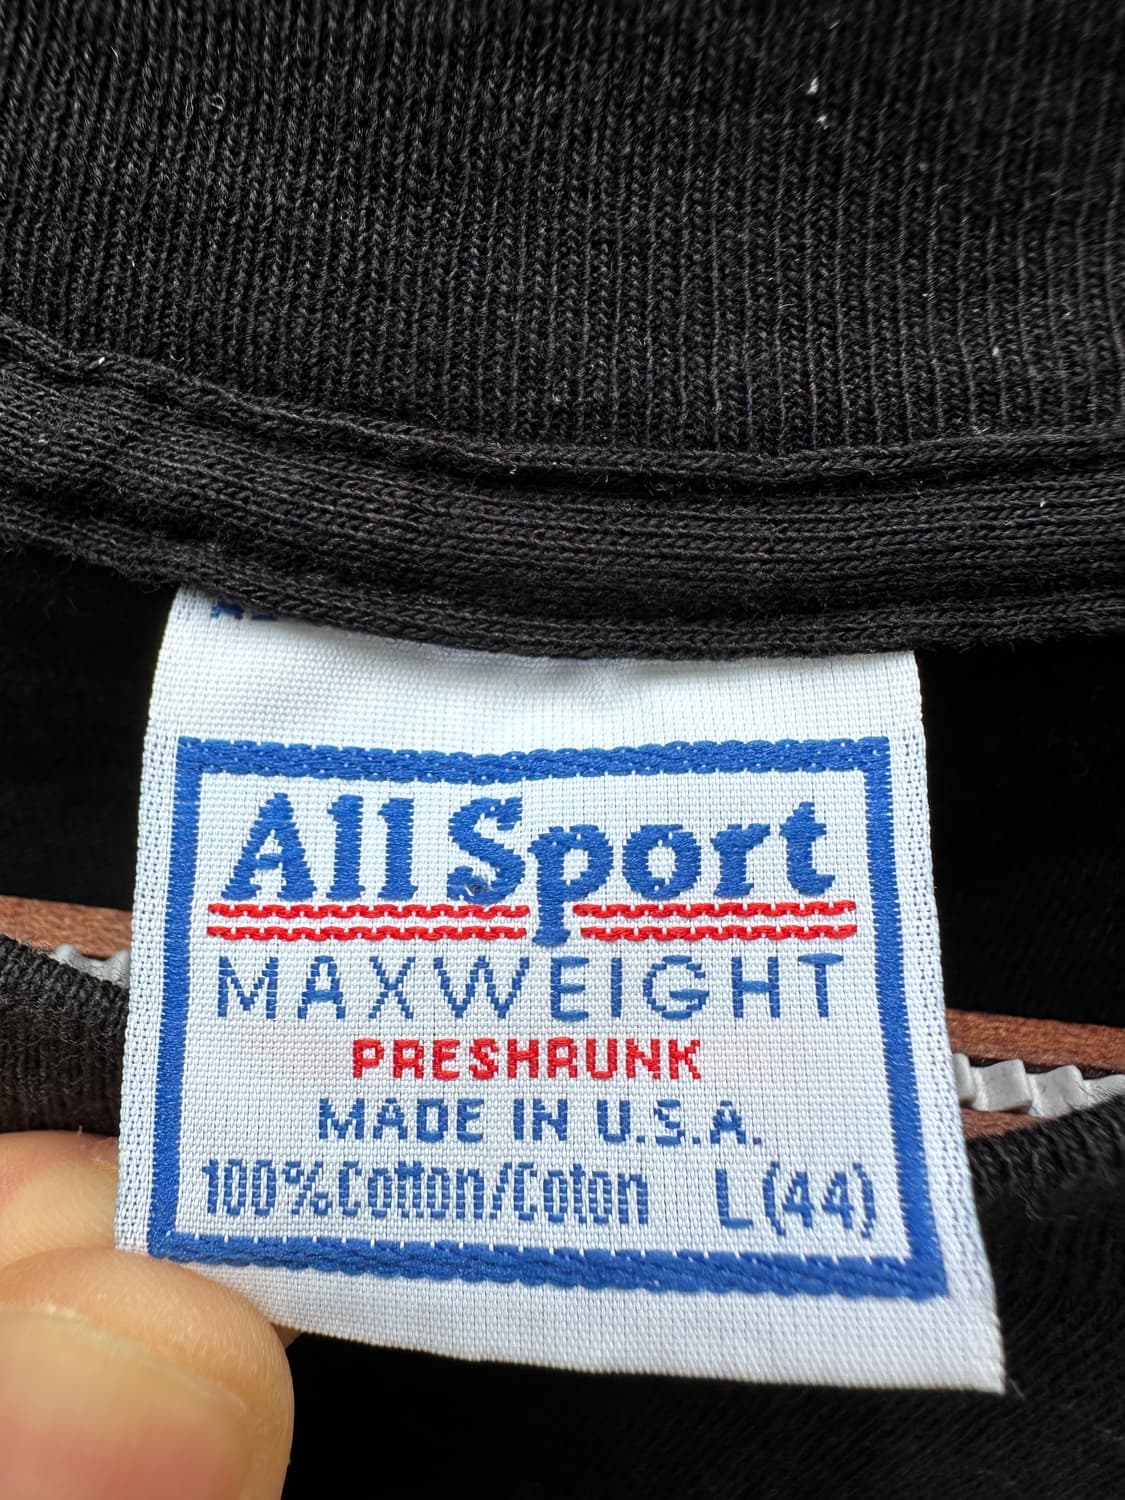 All Sport
MAXWEIGHT
PRESHRUNK
MADE IN U.S.A.
100% Cotton/Coton L (44)